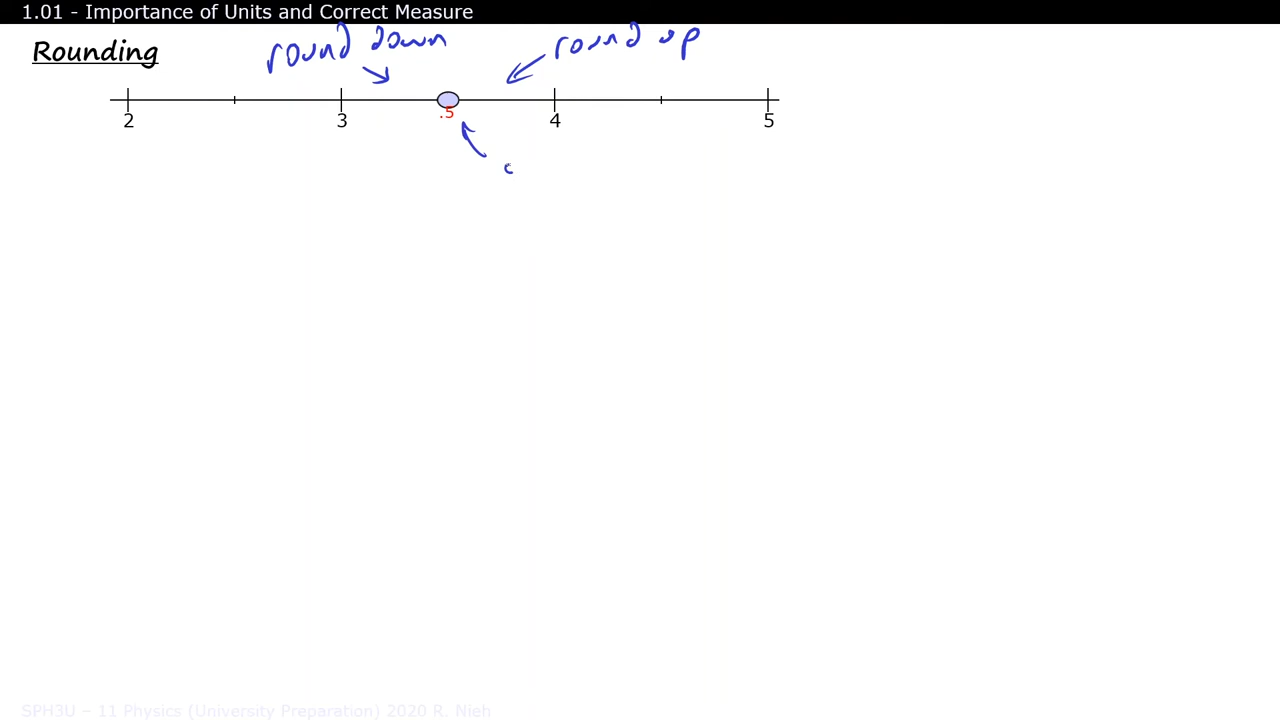 1.01 - Importance of Units and Correct Measure
Rounding
round down
round up
.5
2 3 4 5
SPH3U – 11 Physics (University Preparation) 2020 R. Nieh